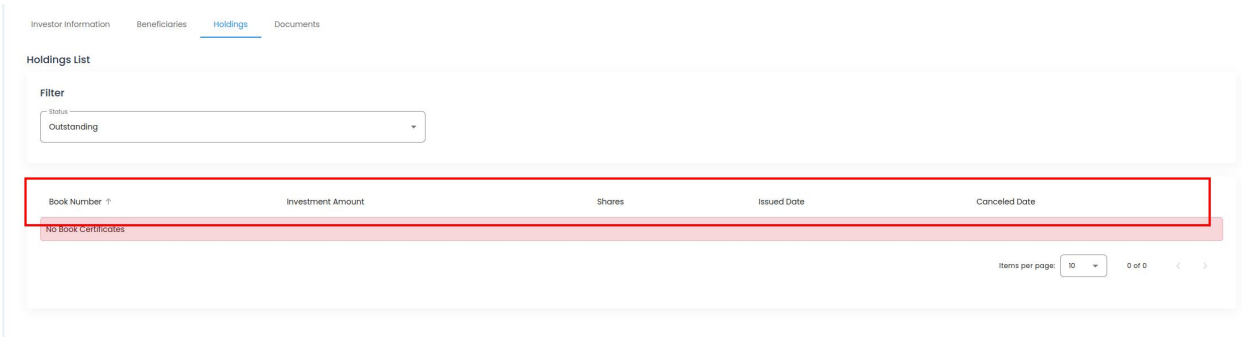 Investor Information Beneficiaries Holdings Documents
Holdings List
Filter
Status
Outstanding
Book Number ↑ Investment Amount Shares Issued Date Canceled Date
No Book Certificates
Items per page: 10 0 of 0